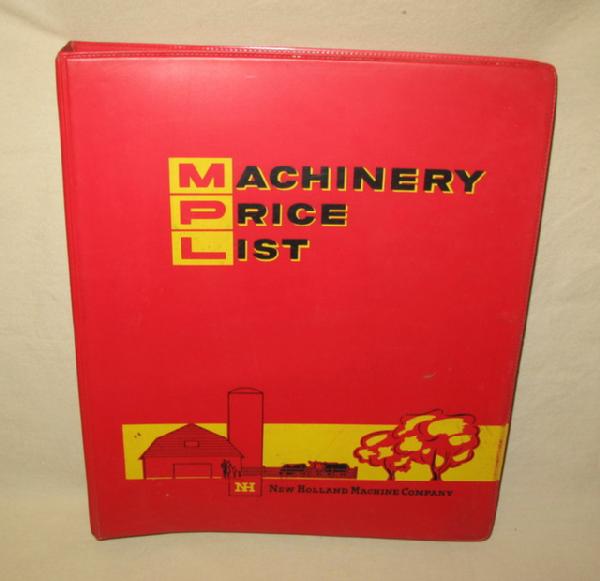 MACHINERY
PRICE
LIST
NH NEW HOLLAND MACHINE COMPANY